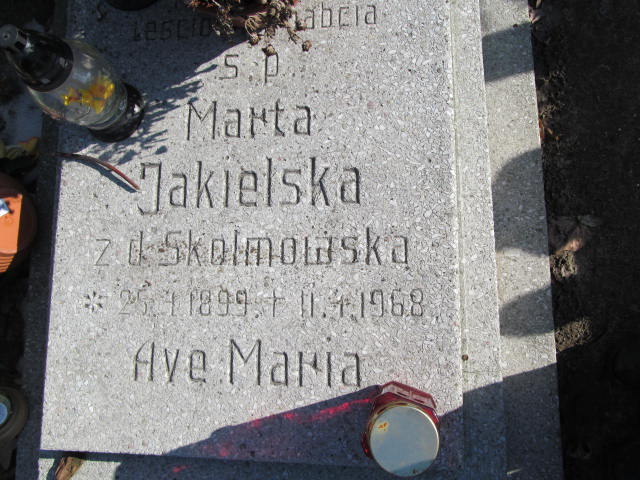 ś.p.
Marta
Jakielska
z d. Skolmowska
* 25.1.1899. † 11.4.1968
Ave Maria